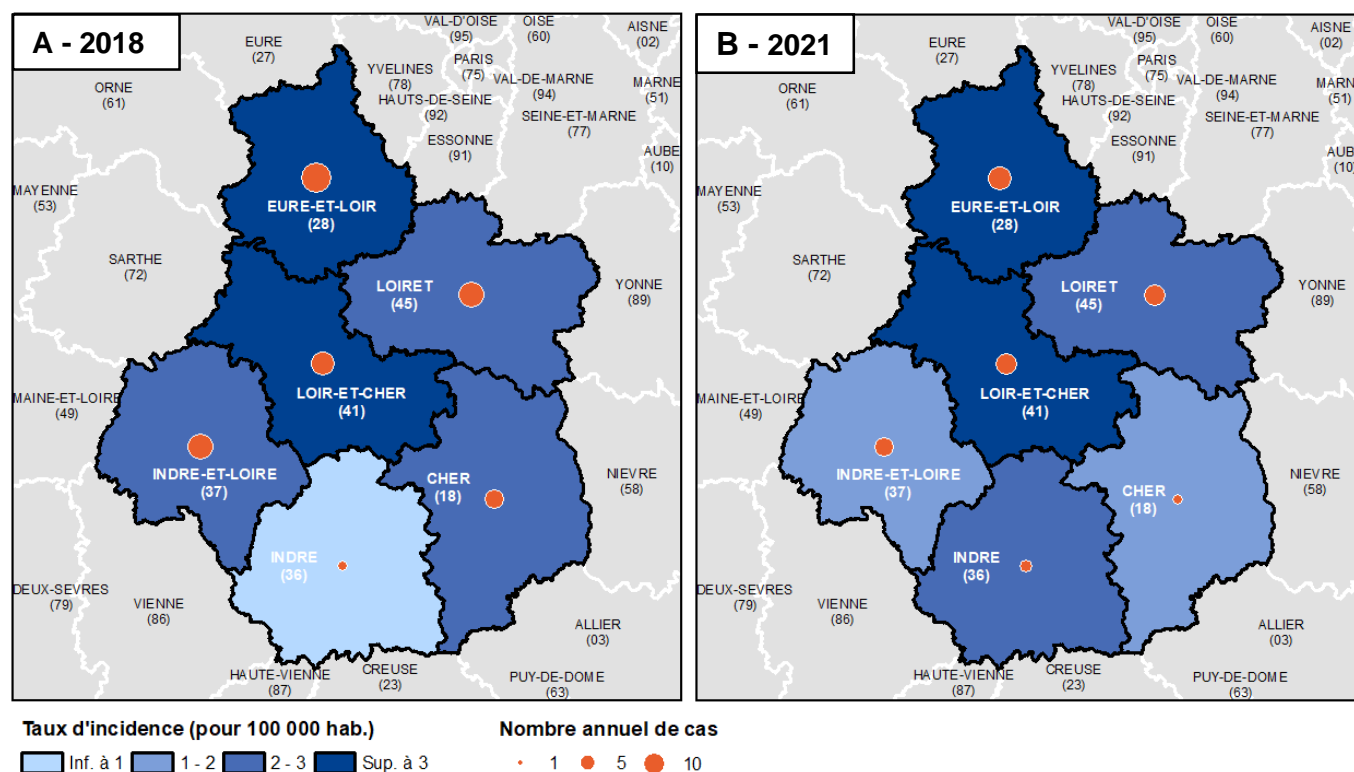 A - 2018
VAL-D'OISE
(95)
OISE
(60)
AISNE
(02)
EURE
(27)
PARIS
(75)
YVELINES
(78)
VAL-DE-MARNE
(94)
MARNE
(51)
ORNE
(61)
HAUTS-DE-SEINE
(92)
SEINE-ET-MARNE
(77)
ESSONNE
(91)
AUBE
(10)
MAYENNE
(53)
EURE-ET-LOIR
(28)
SARTHE
(72)
LOIRET
(45)
YONNE
(89)
MAINE-ET-LOIRE
(49)
LOIR-ET-CHER
(41)
INDRE-ET-LOIRE
(37)
CHER
(18)
NIEVRE
(58)
INDRE
(36)
DEUX-SEVRES
(79)
VIENNE
(86)
ALLIER
(03)
HAUTE-VIENNE
(87)
CREUSE
(23)
PUY-DE-DOME
(63)
B - 2021
VAL-D'OISE
(95)
OISE
(60)
AISNE
(02)
EURE
(27)
PARIS
(75)
YVELINES
(78)
VAL-DE-MARNE
(94)
MARNE
(51)
ORNE
(61)
HAUTS-DE-SEINE
(92)
SEINE-ET-MARNE
(77)
ESSONNE
(91)
AUBE
(10)
MAYENNE
(53)
EURE-ET-LOIR
(28)
SARTHE
(72)
LOIRET
(45)
YONNE
(89)
MAINE-ET-LOIRE
(49)
LOIR-ET-CHER
(41)
INDRE-ET-LOIRE
(37)
CHER
(18)
NIEVRE
(58)
INDRE
(36)
DEUX-SEVRES
(79)
VIENNE
(86)
ALLIER
(03)
HAUTE-VIENNE
(87)
CREUSE
(23)
PUY-DE-DOME
(63)
Taux d'incidence (pour 100 000 hab.)
Inf. à 1 1 - 2 2 - 3 Sup. à 3
Nombre annuel de cas
1 5 10